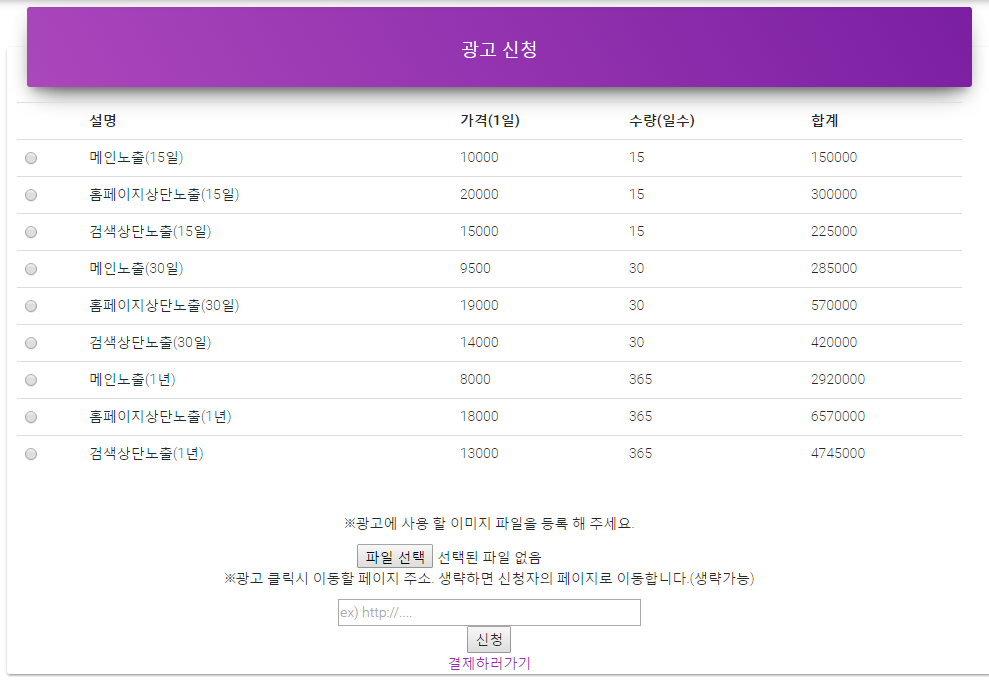 광고 신청
설명 가격(1일) 수량(일수) 합계
메인노출(15일) 10000 15 150000
홈페이지상단노출(15일) 20000 15 300000
검색상단노출(15일) 15000 15 225000
메인노출(30일) 9500 30 285000
홈페이지상단노출(30일) 19000 30 570000
검색상단노출(30일) 14000 30 420000
메인노출(1년) 8000 365 2920000
홈페이지상단노출(1년) 18000 365 6570000
검색상단노출(1년) 13000 365 4745000
※광고에 사용 할 이미지 파일을 등록 해 주세요.
파일 선택 선택된 파일 없음
※광고 클릭시 이동할 페이지 주소. 생략하면 신청자의 페이지로 이동합니다.(생략가능)
ex) http://....
신청
결제하러가기